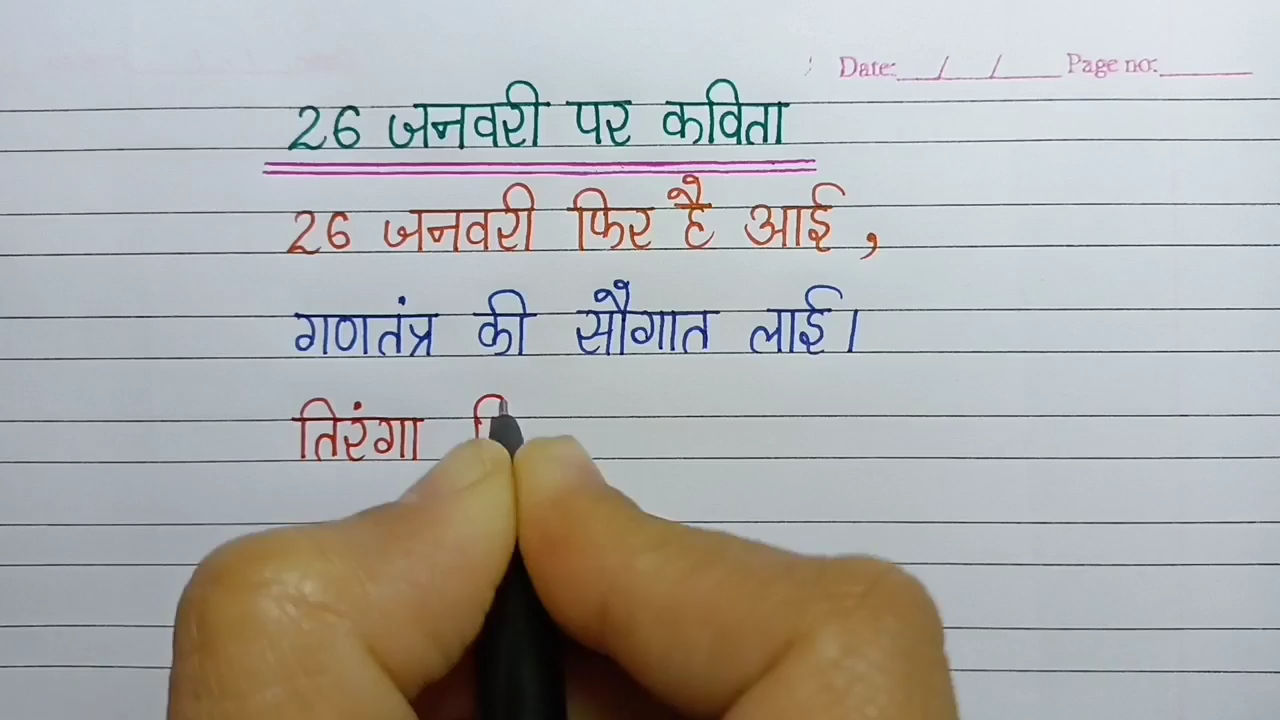 Date: / / Page no:
26 जनवरी पर कविता
26 जनवरी फिर है आई ,
गणतंत्र की सौगात लाई।
तिरंगा